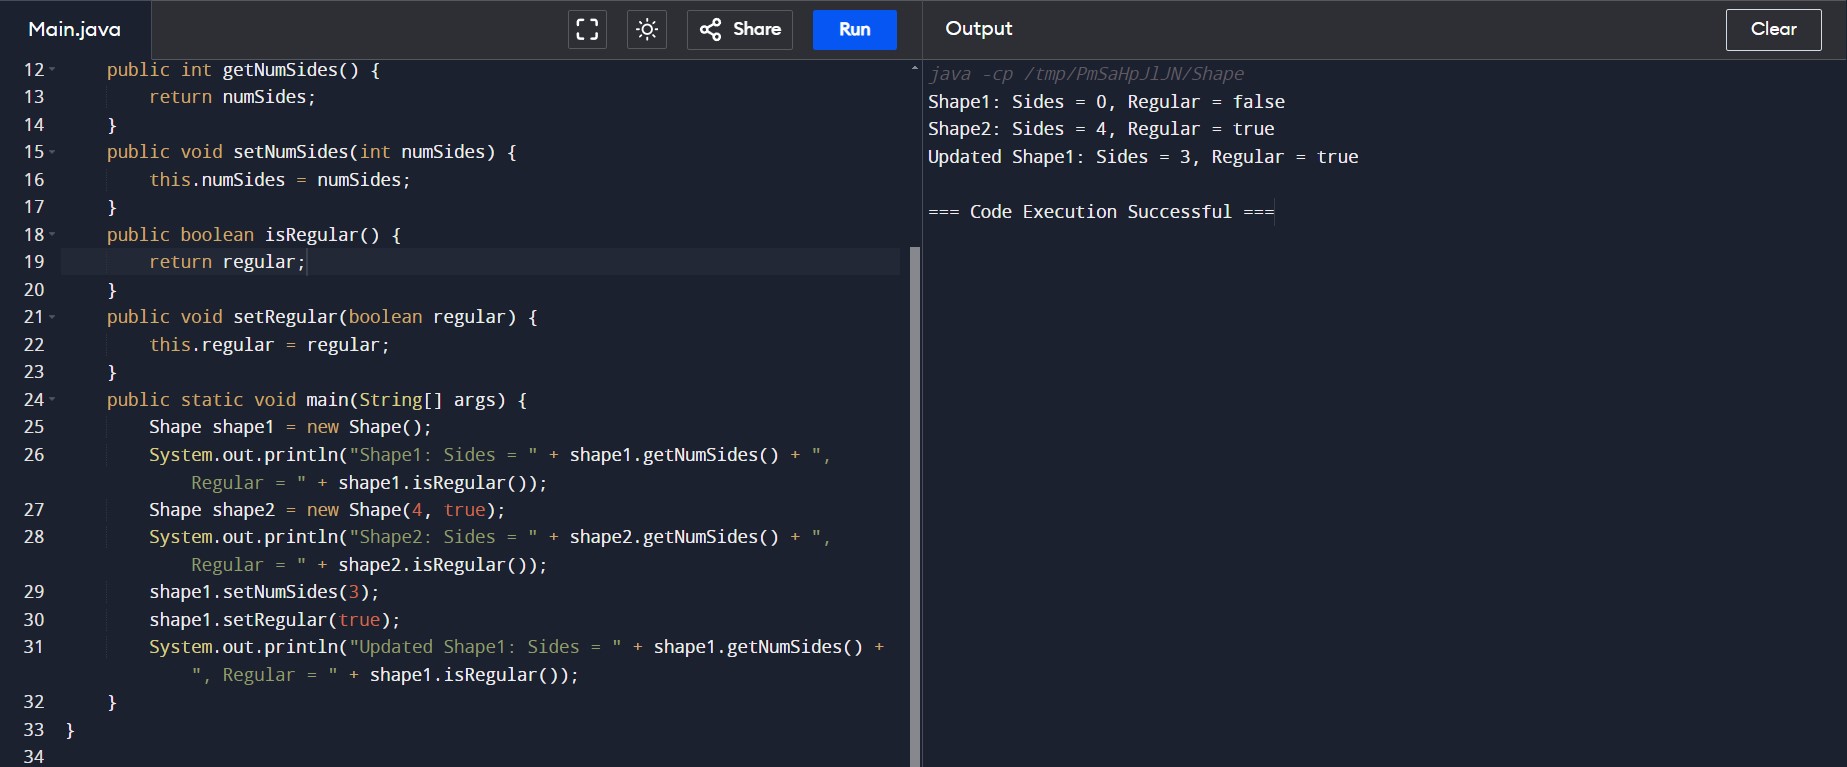 Main.java
Share
Run
Output
Clear
12 public int getNumSides() {
13 return numSides;
14 }
15 public void setNumSides(int numSides) {
16 this.numSides = numSides;
17 }
18 public boolean isRegular() {
19 return regular;
20 }
21 public void setRegular(boolean regular) {
22 this.regular = regular;
23 }
24 public static void main(String[] args) {
25 Shape shape1 = new Shape();
26 System.out.println("Shape1: Sides = " + shape1.getNumSides() + ",
Regular = " + shape1.isRegular());
27 Shape shape2 = new Shape(4, true);
28 System.out.println("Shape2: Sides = " + shape2.getNumSides() + ",
Regular = " + shape2.isRegular());
29 shape1.setNumSides(3);
30 shape1.setRegular(true);
31 System.out.println("Updated Shape1: Sides = " + shape1.getNumSides() +
", Regular = " + shape1.isRegular());
32 }
33 }
34
java -cp /tmp/PmSaHpJlJN/Shape
Shape1: Sides = 0, Regular = false
Shape2: Sides = 4, Regular = true
Updated Shape1: Sides = 3, Regular = true
=== Code Execution Successful ===